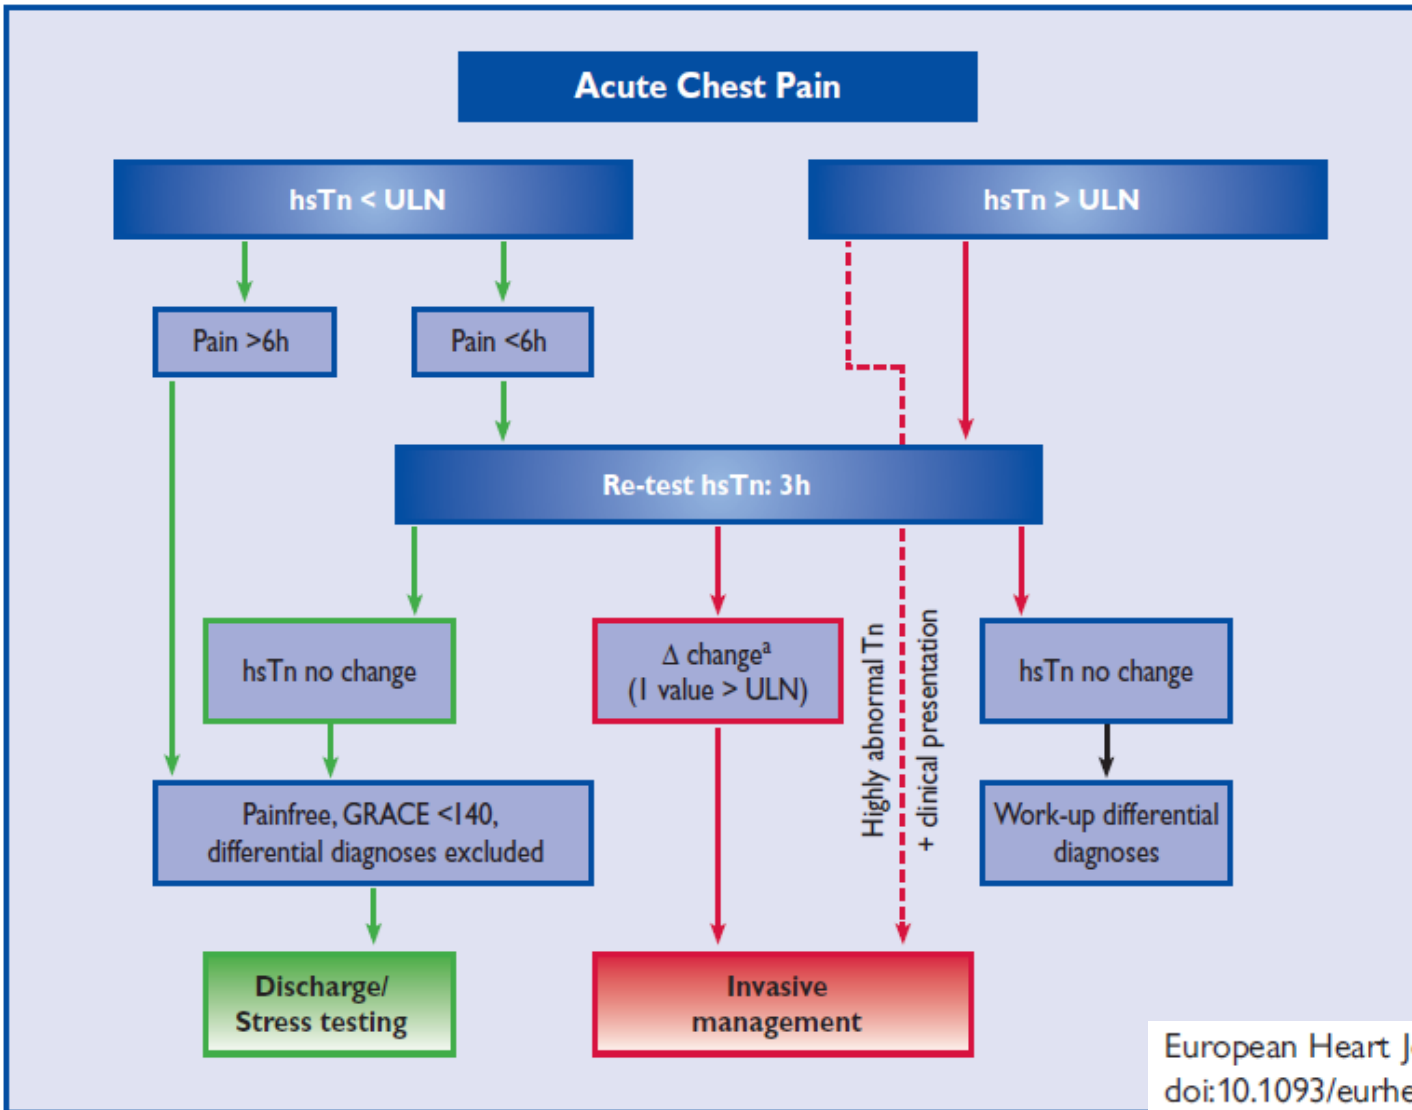 Acute Chest Pain
hsTn < ULN
hsTn > ULN
Pain >6h
Pain <6h
Re-test hsTn: 3h
hsTn no change
Δ changeᵃ
(1 value > ULN)
Highly abnormal Tn
+ clinical presentation
hsTn no change
Painfree, GRACE <140,
differential diagnoses excluded
Work-up differential
diagnoses
Discharge/
Stress testing
Invasive
management
European Heart
doi:10.1093/eurhe